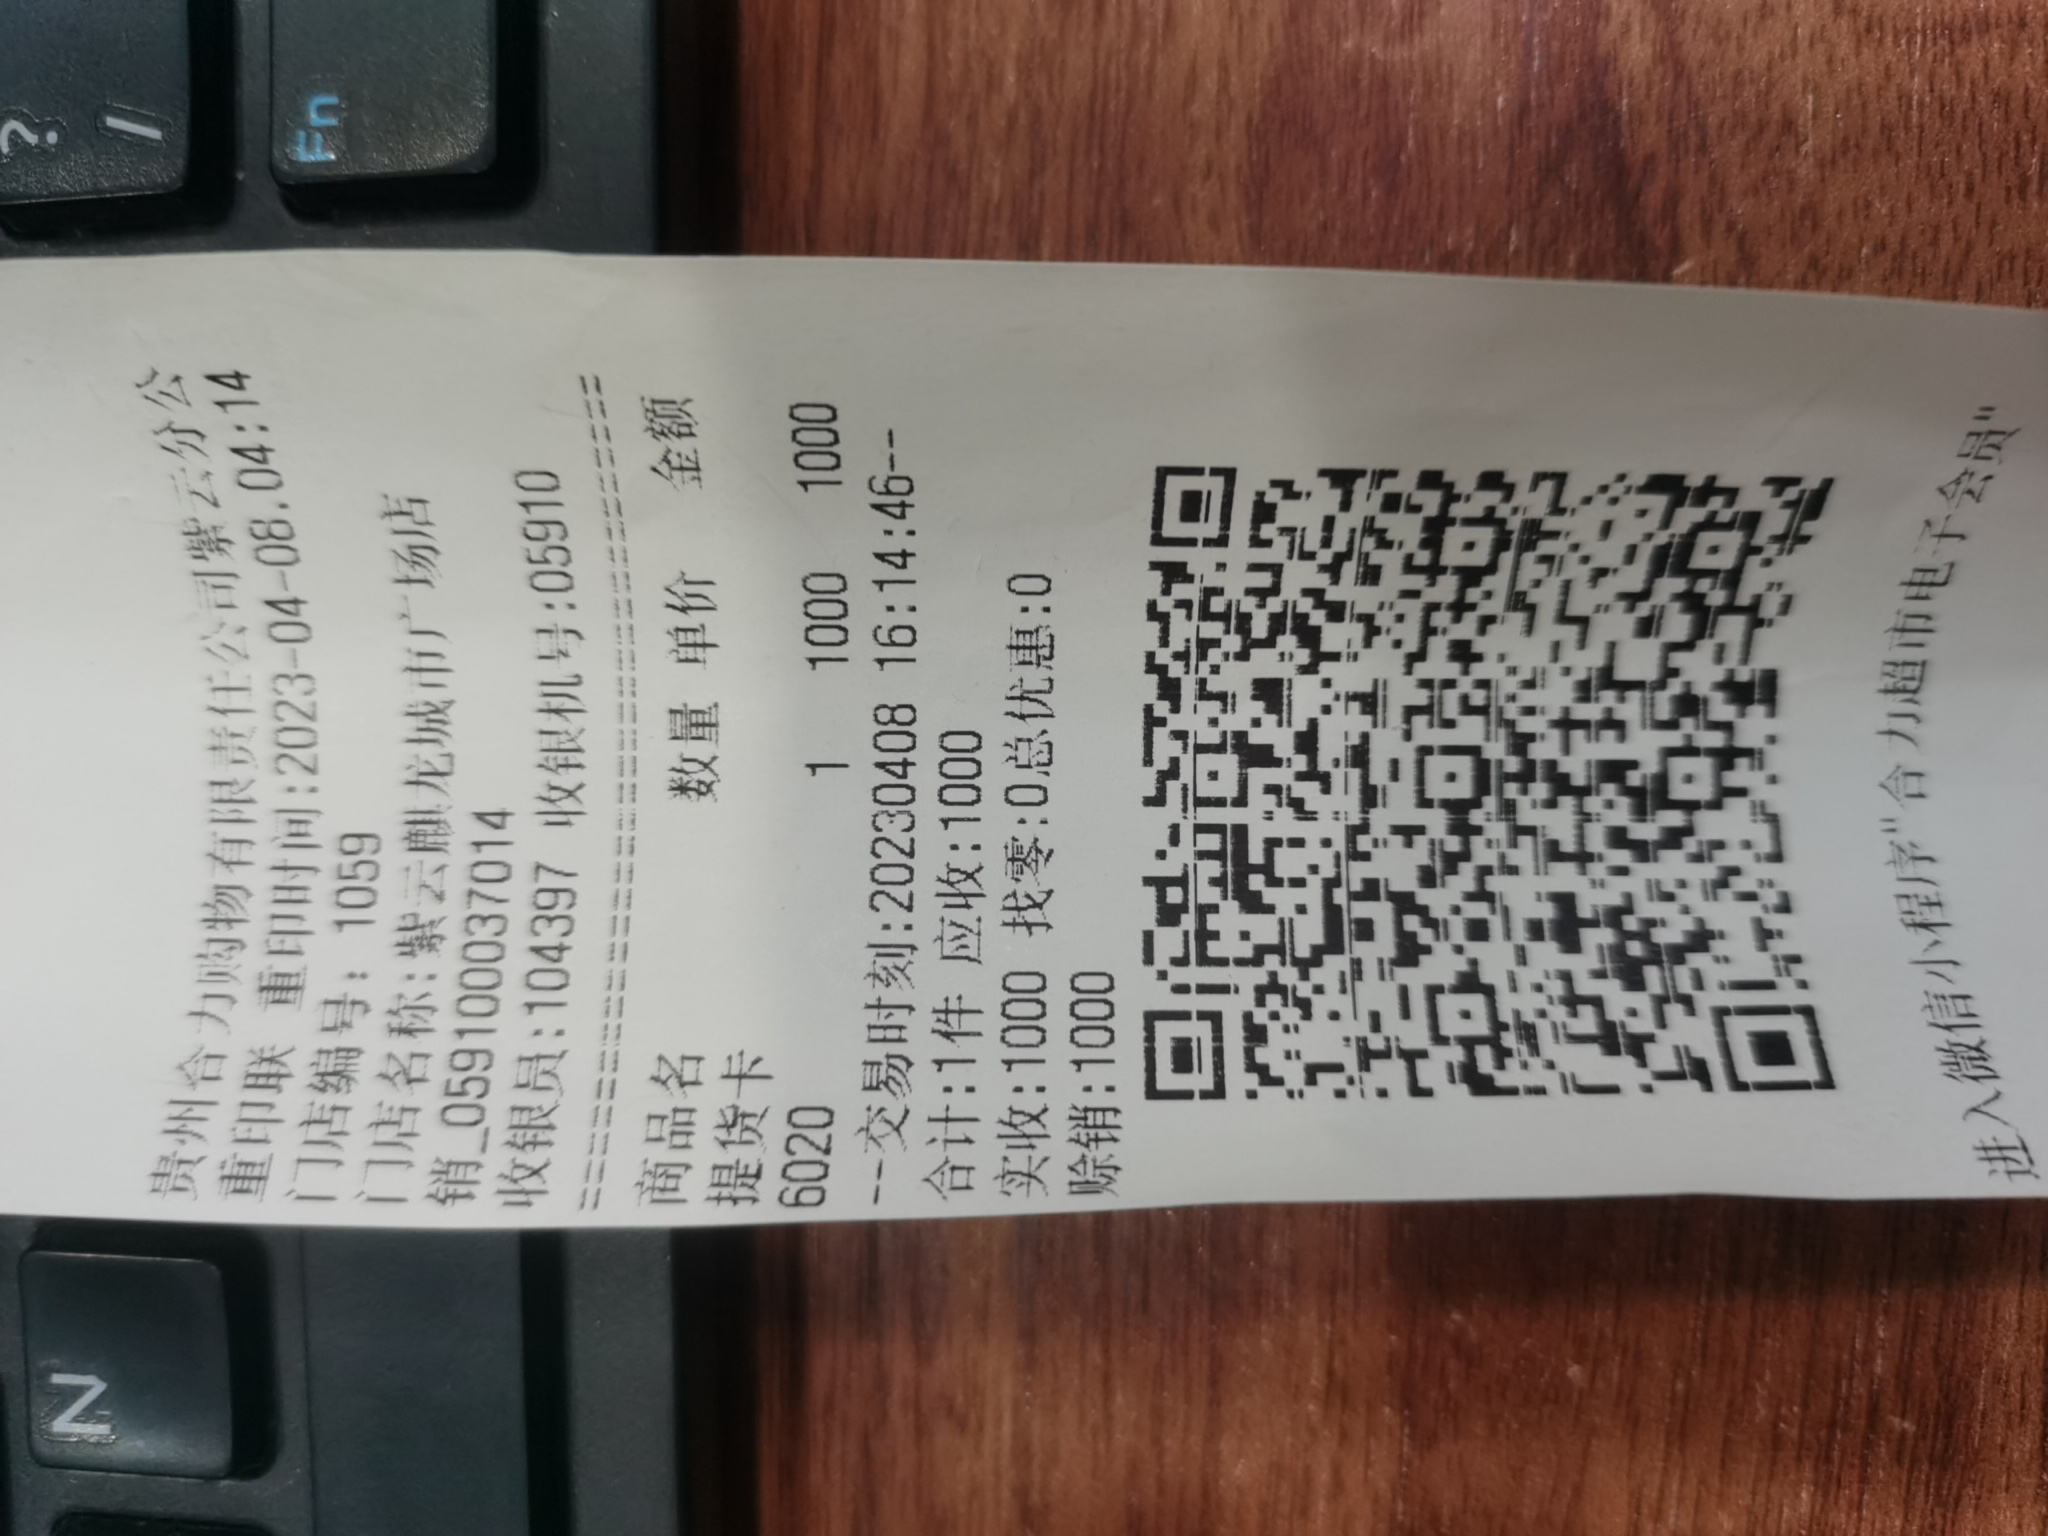 贵州合力购物有限责任公司紫云分公
重印联 重印时间:2023-04-08.04:14
门店编号: 1059
门店名称:紫云麒龙城市广场店
销_059100037014
收银员:104397 收银机号:05910
================================
商品名 数量 单价 金额
提货卡
6020 1 1000 1000
--交易时刻:20230408 16:14:46--
合计:1件 应收:1000
实收:1000 找零:0总优惠:0
赊销:1000
进入微信小程序"合力超市电子会员"
? /
Fn
N